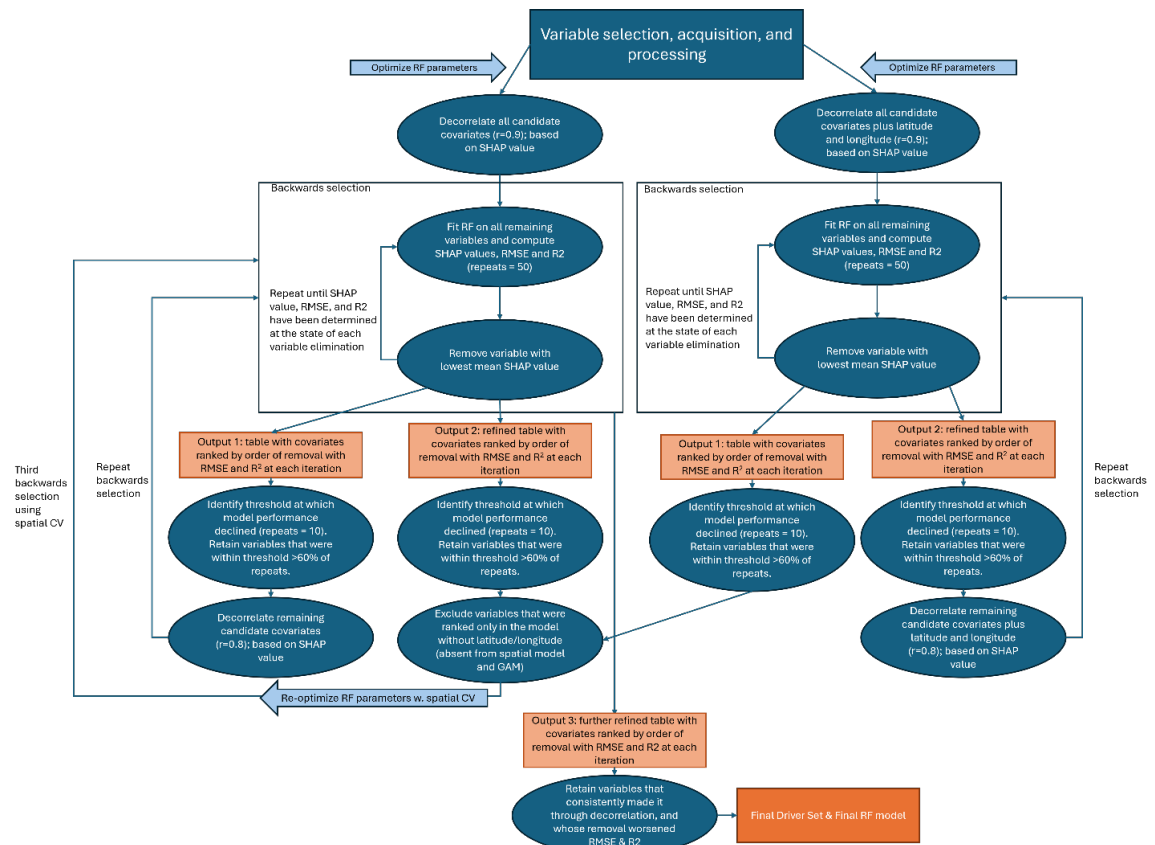 Variable selection, acquisition, and
processing
Optimize RF parameters
Optimize RF parameters
Decorrelate all candidate
covariates (r=0.9); based
on SHAP value
Decorrelate all candidate
covariates plus latitude
and longitude (r=0.9);
based on SHAP value
Backwards selection
Fit RF on all remaining
variables and compute
SHAP values, RMSE and R2
(repeats = 50)
Repeat until SHAP
value, RMSE, and R2
have been determined
at the state of each
variable elimination
Remove variable with
lowest mean SHAP value
Backwards selection
Fit RF on all remaining
variables and compute
SHAP values, RMSE and R2
(repeats = 50)
Repeat until SHAP
value, RMSE, and R2
have been determined
at the state of each
variable elimination
Remove variable with
lowest mean SHAP value
Third
backwards
selection
using
spatial CV
Repeat
backwards
selection
Output 1: table with covariates
ranked by order of removal with
RMSE and R² at each iteration
Output 2: refined table with
covariates ranked by order of
removal with RMSE and R² at each
iteration
Output 1: table with covariates
ranked by order of removal with
RMSE and R² at each iteration
Output 2: refined table with
covariates ranked by order of
removal with RMSE and R² at each
iteration
Repeat
backwards
selection
Identify threshold at which
model performance
declined (repeats = 10).
Retain variables that were
within threshold >60% of
repeats.
Identify threshold at which
model performance
declined (repeats = 10).
Retain variables that were
within threshold >60% of
repeats.
Identify threshold at which
model performance
declined (repeats = 10).
Retain variables that were
within threshold >60% of
repeats.
Identify threshold at which
model performance
declined (repeats = 10).
Retain variables that were
within threshold >60% of
repeats.
Decorrelate remaining
candidate covariates
(r=0.8); based on SHAP
value
Exclude variables that were
ranked only in the model
without latitude/longitude
(absent from spatial model
and GAM)
Decorrelate remaining
candidate covariates plus
latitude and longitude
(r=0.8); based on SHAP
value
Re-optimize RF parameters w. spatial CV
Output 3: further refined table with
covariates ranked by order of
removal with RMSE and R2 at each
iteration
Retain variables that
consistently made it
through decorrelation, and
whose removal worsened
RMSE & R2
Final Driver Set & Final RF model